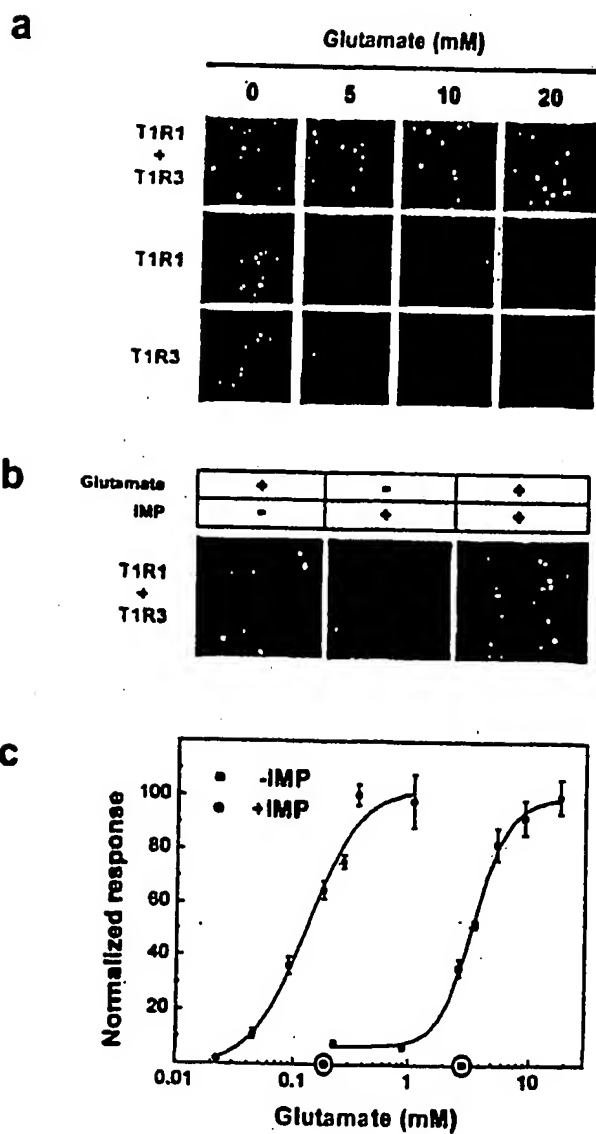 a
Glutamate (mM)
0 5 10 20
T1R1
+
T1R3
T1R1
T1R3
b
Glutamate + - +
IMP - + +
T1R1
+
T1R3
c
-IMP
+IMP
Normalized response
100
80
60
40
20
0.01 0.1 1 10
Glutamate (mM)